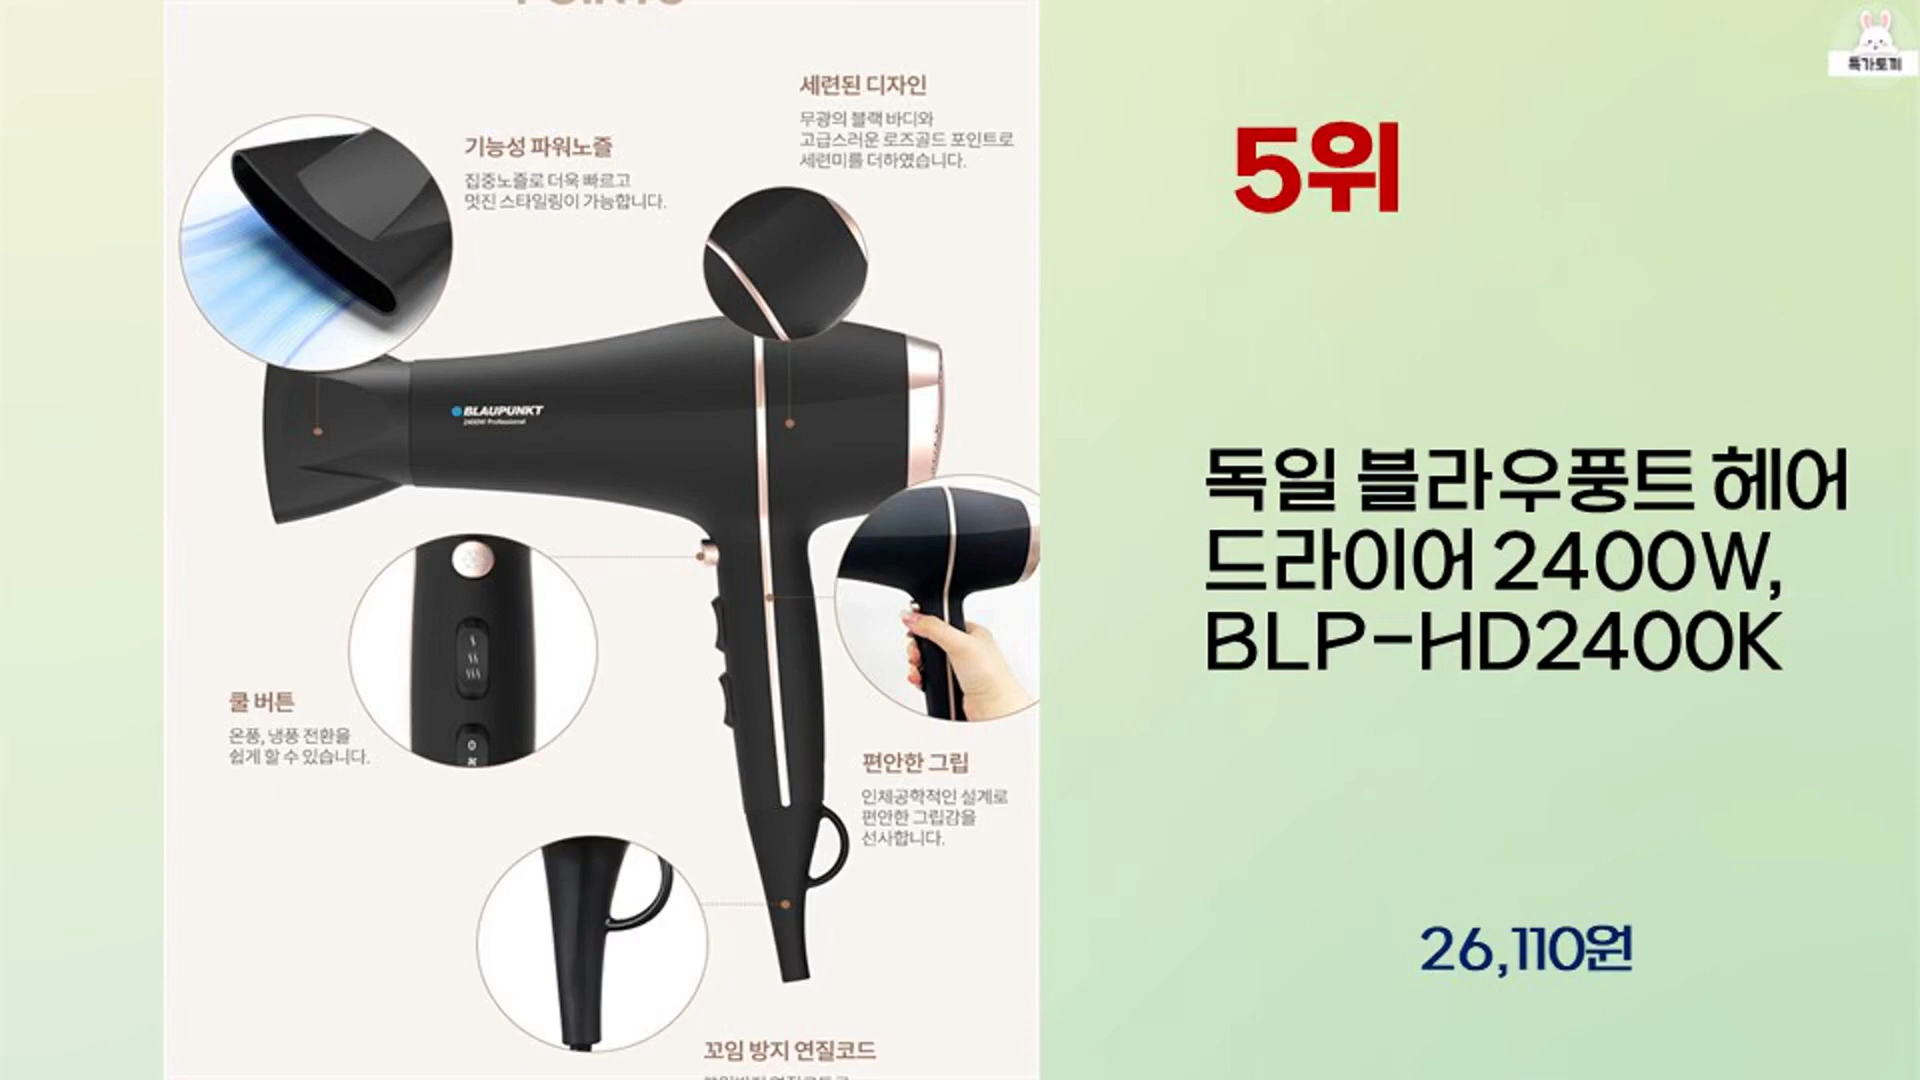 특가토끼
5위
세련된 디자인
무광의 블랙 바디와
고급스러운 로즈골드 포인트로
세련미를 더하였습니다.
기능성 파워노즐
집중노즐로 더욱 빠르고
멋진 스타일링이 가능합니다.
BLAUPUNKT
2400W Professional
쿨 버튼
온풍, 냉풍 전환을
쉽게 할 수 있습니다.
편안한 그립
인체공학적인 설계로
편안한 그립감을
선사합니다.
꼬임 방지 연질코드
독일 블라우풍트 헤어
드라이어 2400W,
BLP-HD2400K
26,110원